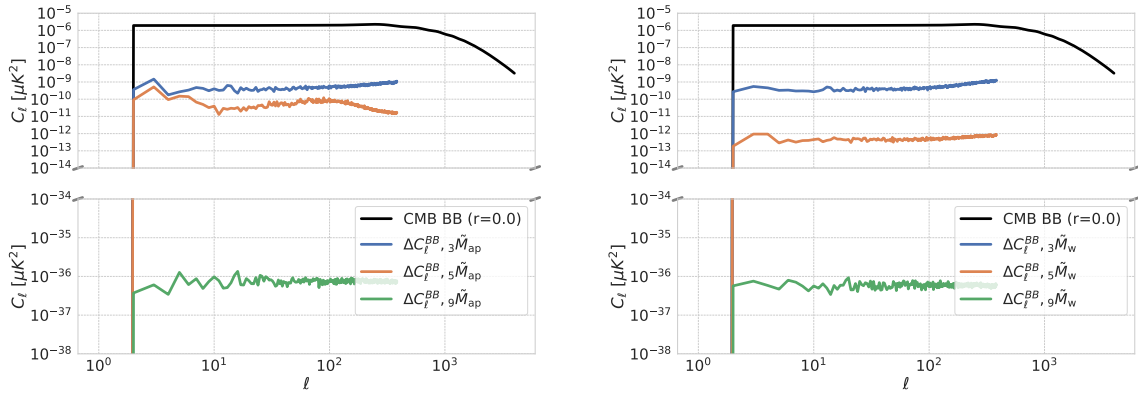 10⁻⁵
10⁻⁶
10⁻⁷
10⁻⁸
10⁻⁹
10⁻¹⁰
10⁻¹¹
10⁻¹²
10⁻¹³
10⁻¹⁴
C_ℓ [μK²]
10⁻³⁴
10⁻³⁵
10⁻³⁶
10⁻³⁷
10⁻³⁸
C_ℓ [μK²]
CMB BB (r=0.0)
ΔC_ℓ^{BB}, ₃M̃_ap
ΔC_ℓ^{BB}, ₅M̃_ap
ΔC_ℓ^{BB}, ₉M̃_ap
10⁰ 10¹ 10² 10³
ℓ
10⁻⁵
10⁻⁶
10⁻⁷
10⁻⁸
10⁻⁹
10⁻¹⁰
10⁻¹¹
10⁻¹²
10⁻¹³
10⁻¹⁴
C_ℓ [μK²]
10⁻³⁴
10⁻³⁵
10⁻³⁶
10⁻³⁷
10⁻³⁸
C_ℓ [μK²]
CMB BB (r=0.0)
ΔC_ℓ^{BB}, ₃M̃_w
ΔC_ℓ^{BB}, ₅M̃_w
ΔC_ℓ^{BB}, ₉M̃_w
10⁰ 10¹ 10² 10³
ℓ